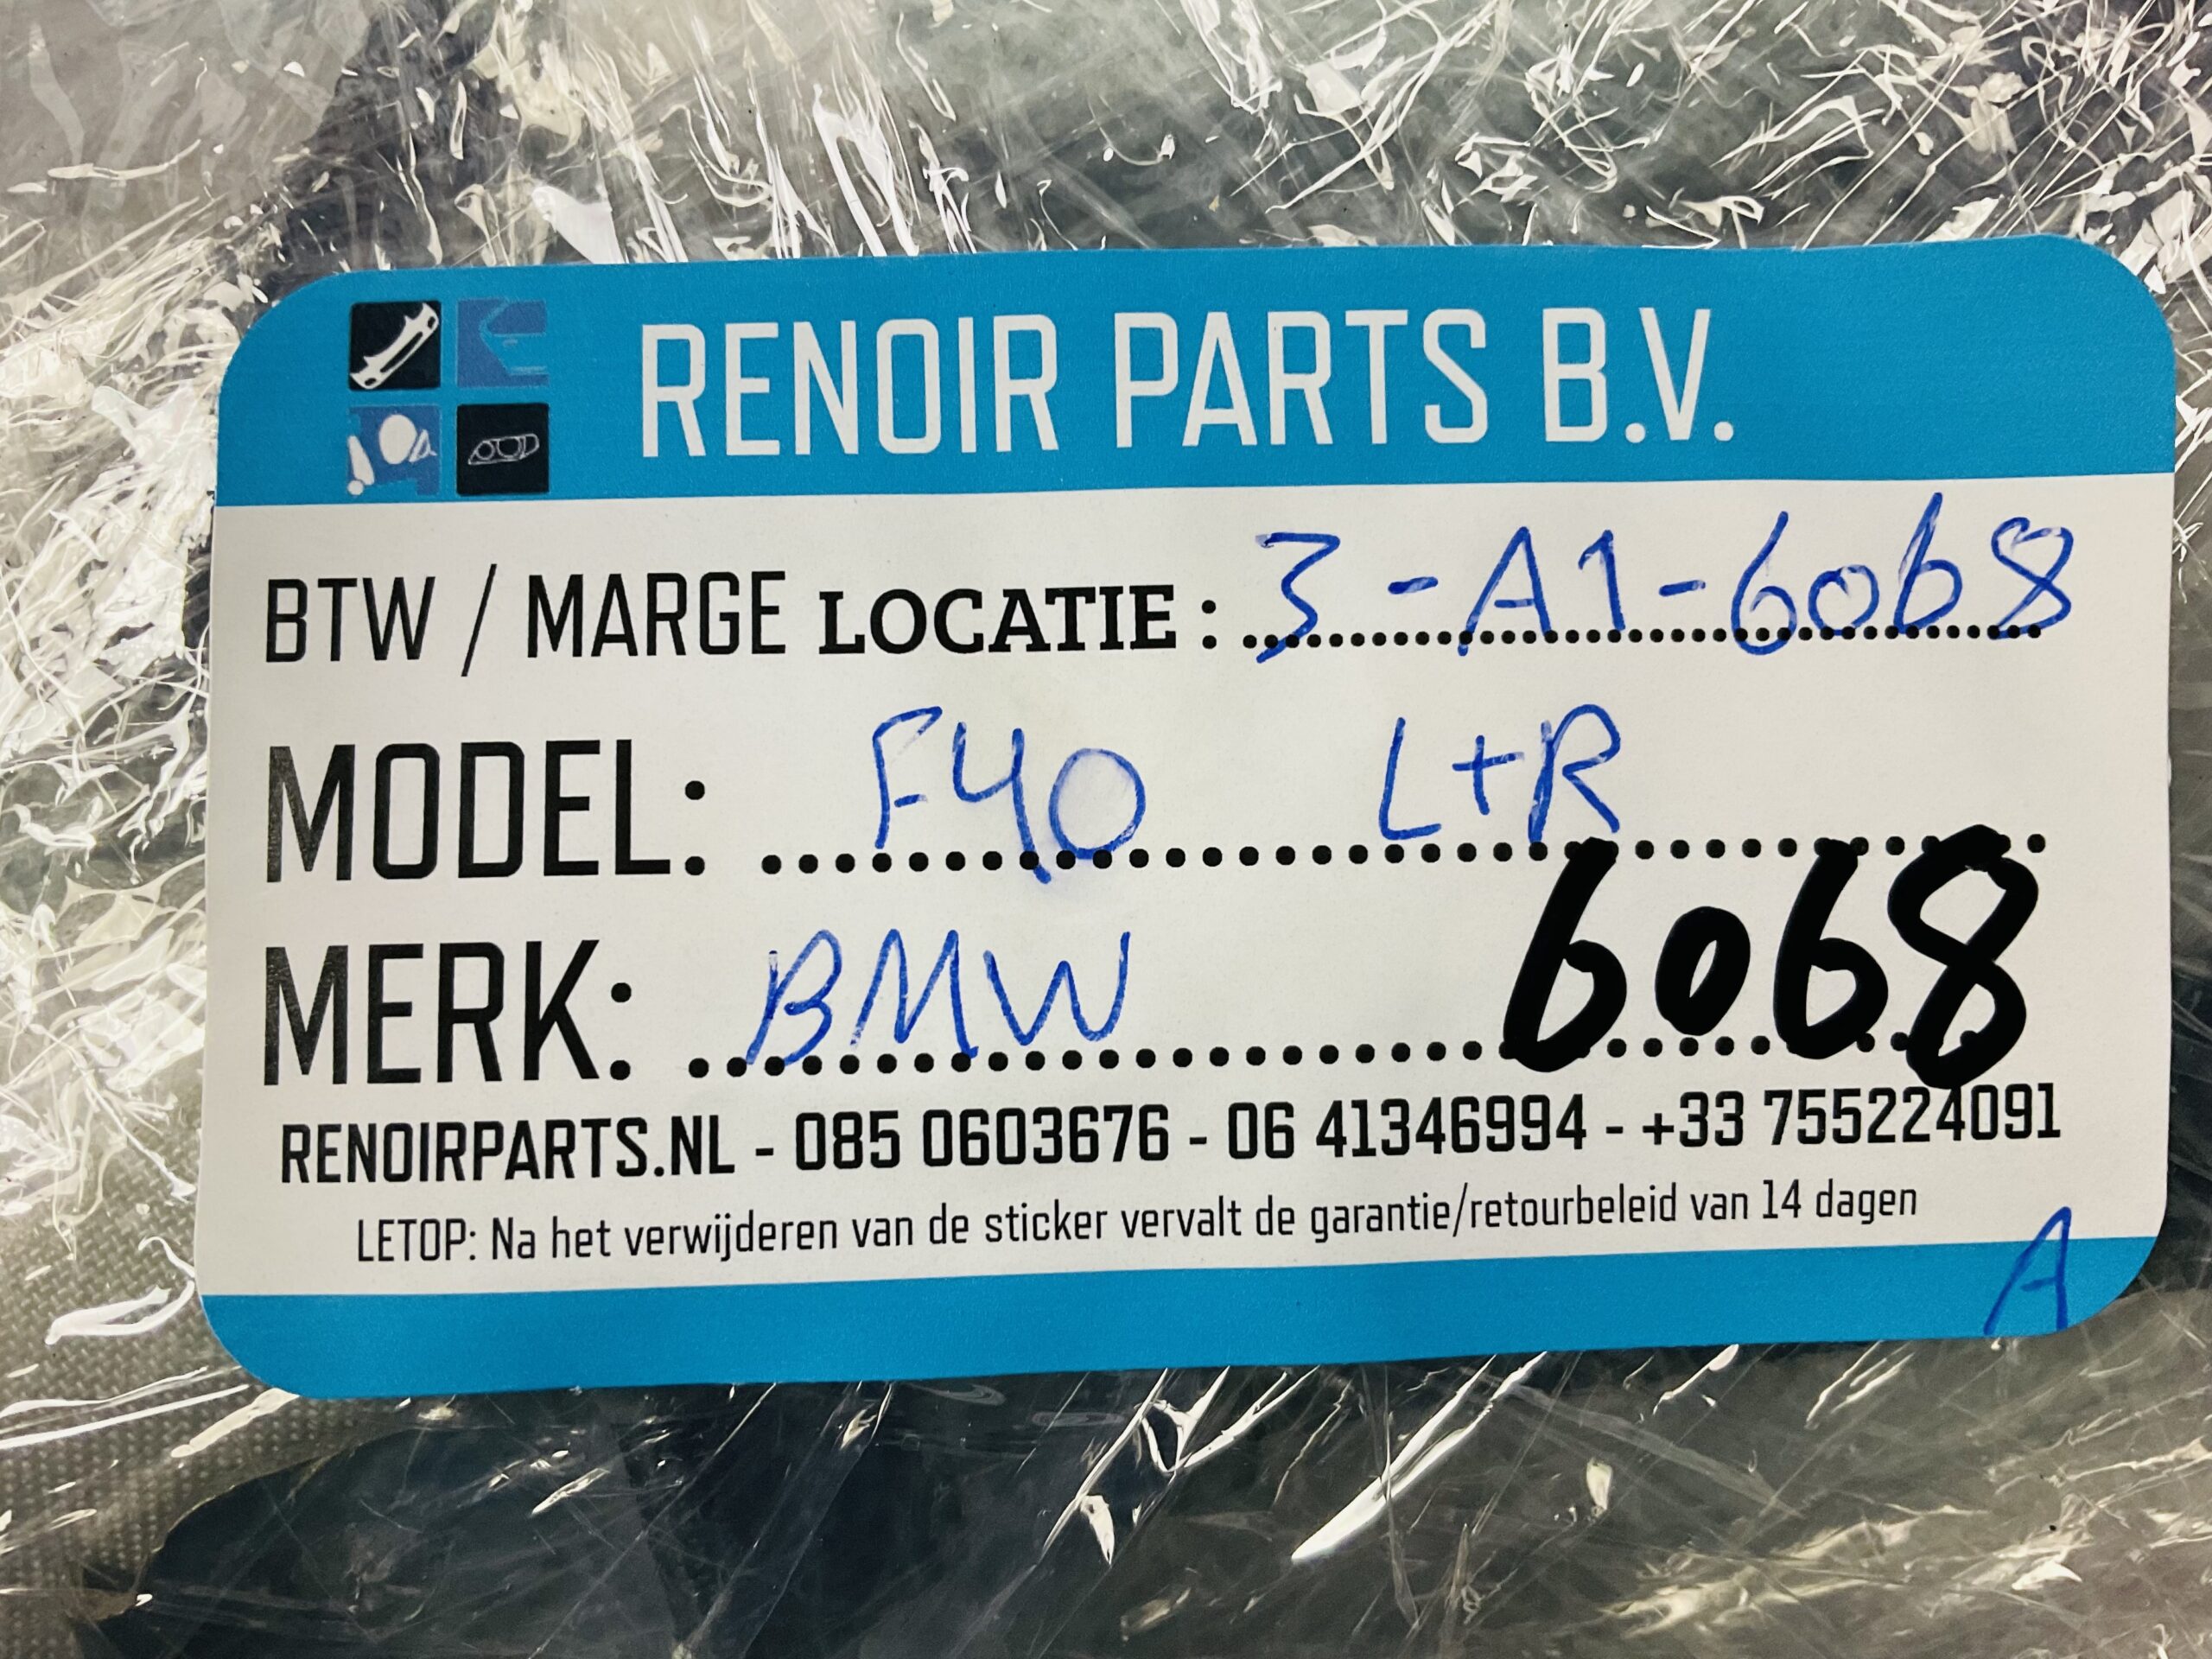 RENOIR PARTS B.V.
BTW / MARGE LOCATIE : 3-A1-6068
MODEL: F40 L+R
MERK: BMW 6068
RENOIRPARTS.NL - 085 0603676 - 06 41346994 - +33 755224091
LETOP: Na het verwijderen van de sticker vervalt de garantie/retourbeleid van 14 dagen
A